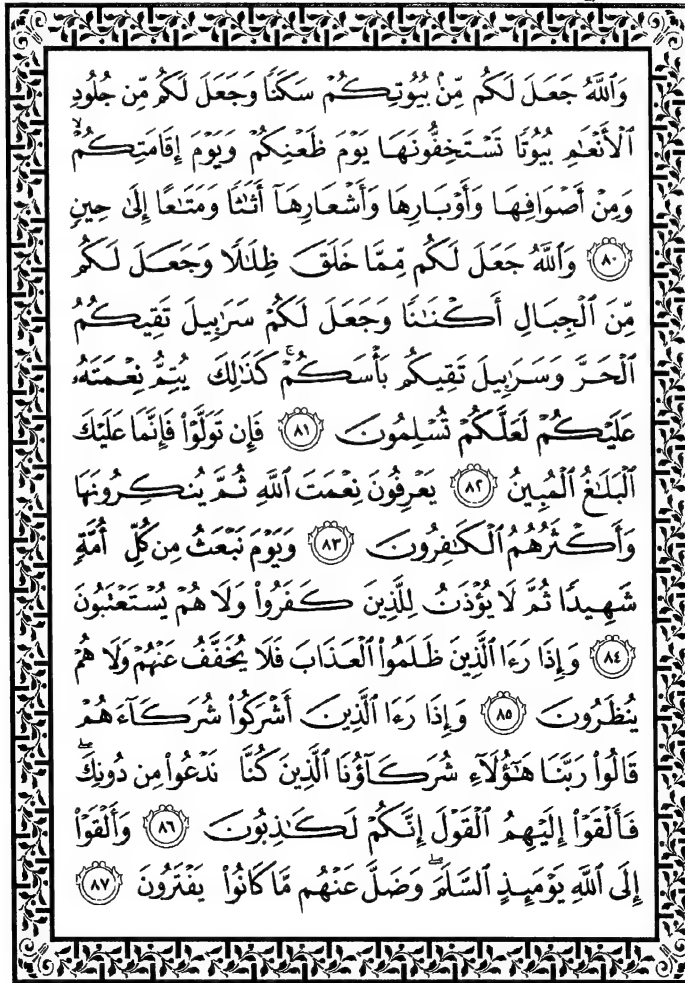 وَٱللَّهُ جَعَلَ لَكُم مِّنۢ بُيُوتِكُمْ سَكَنًا وَجَعَلَ لَكُم مِّن جُلُودِ
ٱلْأَنْعَٰمِ بُيُوتًا تَسْتَخِفُّونَهَا يَوْمَ ظَعْنِكُمْ وَيَوْمَ إِقَامَتِكُمْ ۙ
وَمِنْ أَصْوَافِهَا وَأَوْبَارِهَا وَأَشْعَارِهَآ أَثَٰثًا وَمَتَٰعًا إِلَىٰ حِينٍ
٨٠ وَٱللَّهُ جَعَلَ لَكُم مِّمَّا خَلَقَ ظِلَٰلًا وَجَعَلَ لَكُم
مِّنَ ٱلْجِبَالِ أَكْنَٰنًا وَجَعَلَ لَكُمْ سَرَٰبِيلَ تَقِيكُمُ
ٱلْحَرَّ وَسَرَٰبِيلَ تَقِيكُم بَأْسَكُمْ ۚ كَذَٰلِكَ يُتِمُّ نِعْمَتَهُۥ
عَلَيْكُمْ لَعَلَّكُمْ تُسْلِمُونَ ٨١ فَإِن تَوَلَّوْا۟ فَإِنَّمَا عَلَيْكَ
ٱلْبَلَٰغُ ٱلْمُبِينُ ٨٢ يَعْرِفُونَ نِعْمَتَ ٱللَّهِ ثُمَّ يُنكِرُونَهَا
وَأَكْثَرُهُمُ ٱلْكَٰفِرُونَ ٨٣ وَيَوْمَ نَبْعَثُ مِن كُلِّ أُمَّةٍ
شَهِيدًا ثُمَّ لَا يُؤْذَنُ لِلَّذِينَ كَفَرُوا۟ وَلَا هُمْ يُسْتَعْتَبُونَ
٨٤ وَإِذَا رَءَا ٱلَّذِينَ ظَلَمُوا۟ ٱلْعَذَابَ فَلَا يُخَفَّفُ عَنْهُمْ وَلَا هُمْ
يُنظَرُونَ ٨٥ وَإِذَا رَءَا ٱلَّذِينَ أَشْرَكُوا۟ شُرَكَآءَهُمْ
قَالُوا۟ رَبَّنَا هَٰٓؤُلَآءِ شُرَكَآؤُنَا ٱلَّذِينَ كُنَّا نَدْعُوا۟ مِن دُونِكَ ۖ
فَأَلْقَوْا۟ إِلَيْهِمُ ٱلْقَوْلَ إِنَّكُمْ لَكَٰذِبُونَ ٨٦ وَأَلْقَوْا۟
إِلَى ٱللَّهِ يَوْمَئِذٍ ٱلسَّلَمَ ۖ وَضَلَّ عَنْهُم مَّا كَانُوا۟ يَفْتَرُونَ ٨٧